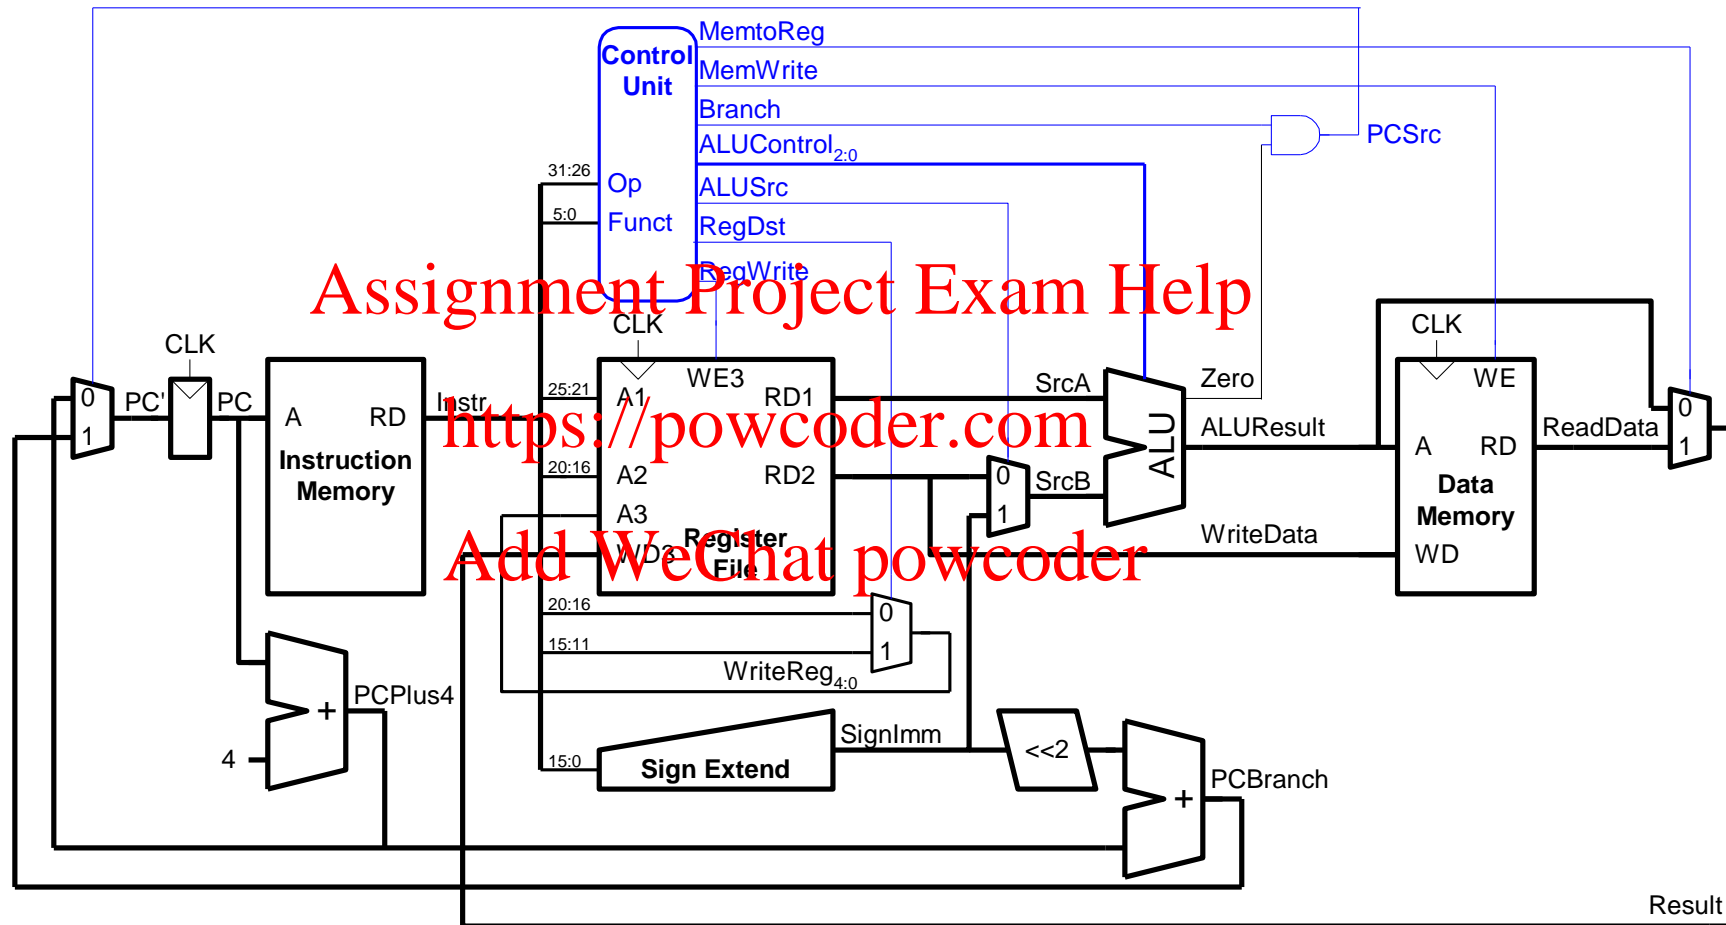 MemtoReg
Control
Unit
MemWrite
Branch
ALUControl2:0
PCSrc
31:26
Op
ALUSrc
5:0
Funct
RegDst
RegWrite
Assignment Project Exam Help
CLK
CLK
CLK
WE3
WE
SrcA
Zero
0
PC'
PC
Instr
25:21
A1
RD1
0
A
RD
https://powcoder.com
ALU
ALUResult
ReadData
1
A
RD
1
Instruction
Memory
20:16
A2
RD2
0
SrcB
Data
Memory
A3
1
Register
File
WriteData
WD3
WD
Add WeChat powcoder
20:16
0
15:11
1
WriteReg4:0
PCPlus4
+
SignImm
4
<<2
15:0
Sign Extend
PCBranch
+
Result